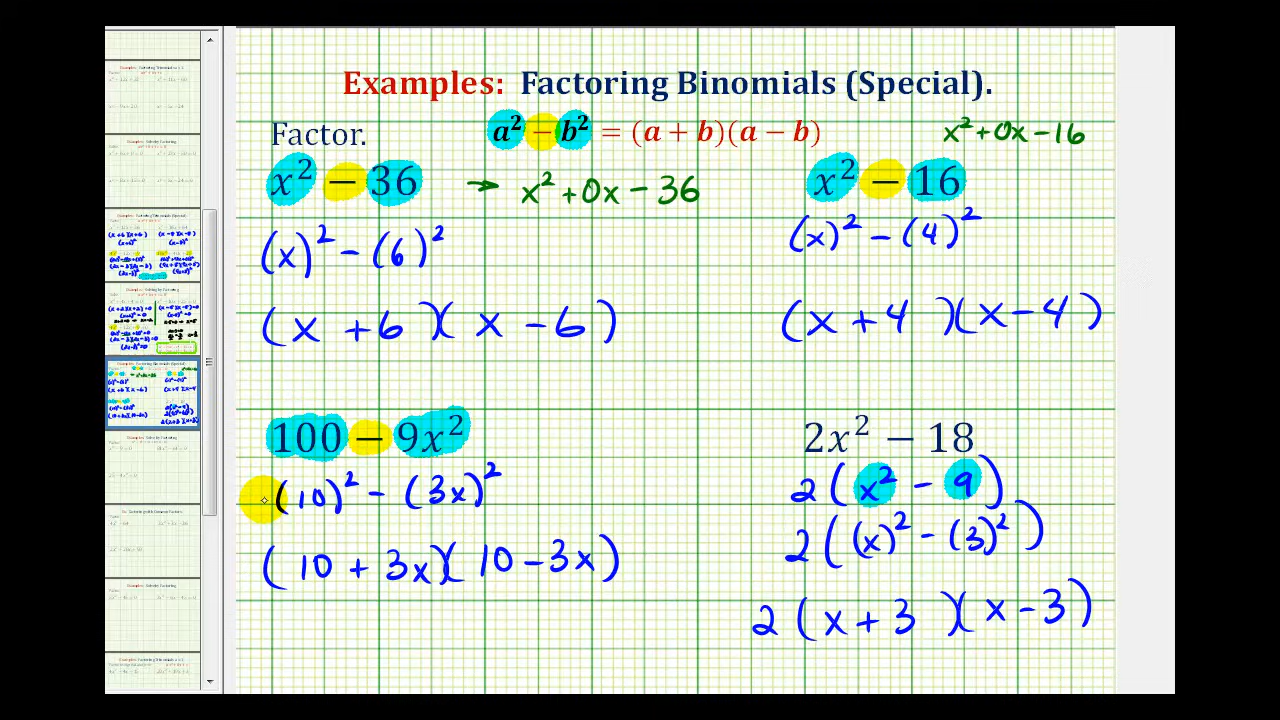 Examples: Factoring Binomials (Special).
Factor.
a² − b² = (a + b)(a − b)
x² + 0x − 16
x² − 36
→ x² + 0x − 36
(x)² − (6)²
(x + 6)(x − 6)
x² − 16
(x)² − (4)²
(x + 4)(x − 4)
100 − 9x²
(10)² − (3x)²
(10 + 3x)(10 − 3x)
2x² − 18
2(x² − 9)
2((x)² − (3)²)
2(x + 3)(x − 3)